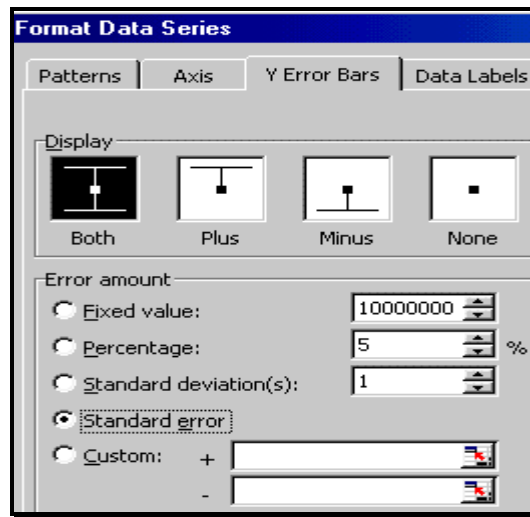 Format Data Series
Patterns Axis Y Error Bars Data Labels
Display
Both Plus Minus None
Error amount
Fixed value: 10000000
Percentage: 5 %
Standard deviation(s): 1
Standard error
Custom: +
-